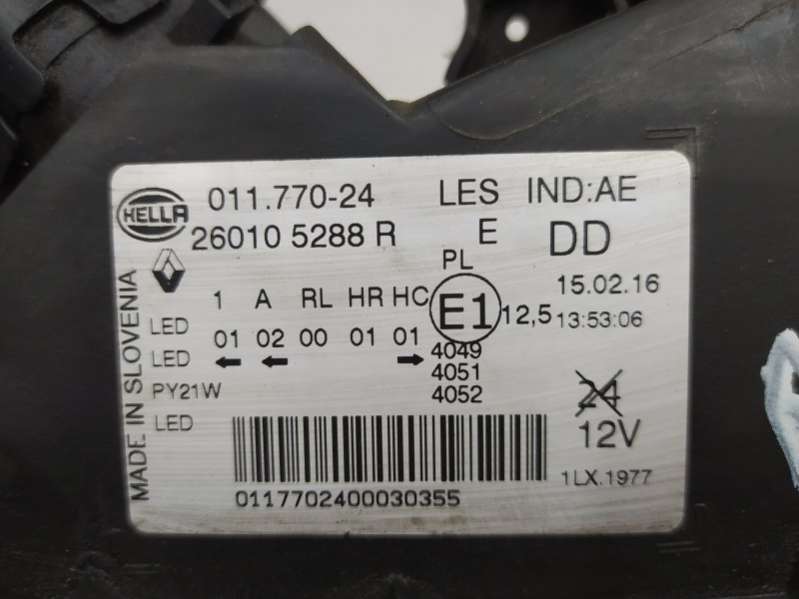 HELLA 011.770-24 LES IND:AE
26010 5288 R E DD
PL
1 A RL HR HC E1 12,5 15.02.16
LED 13:53:06
01 02 00 01 01
LED ← ← → 4049
4051
PY21W 4052 24
LED 12V
1LX.1977
0117702400030355
MADE IN SLOVENIA